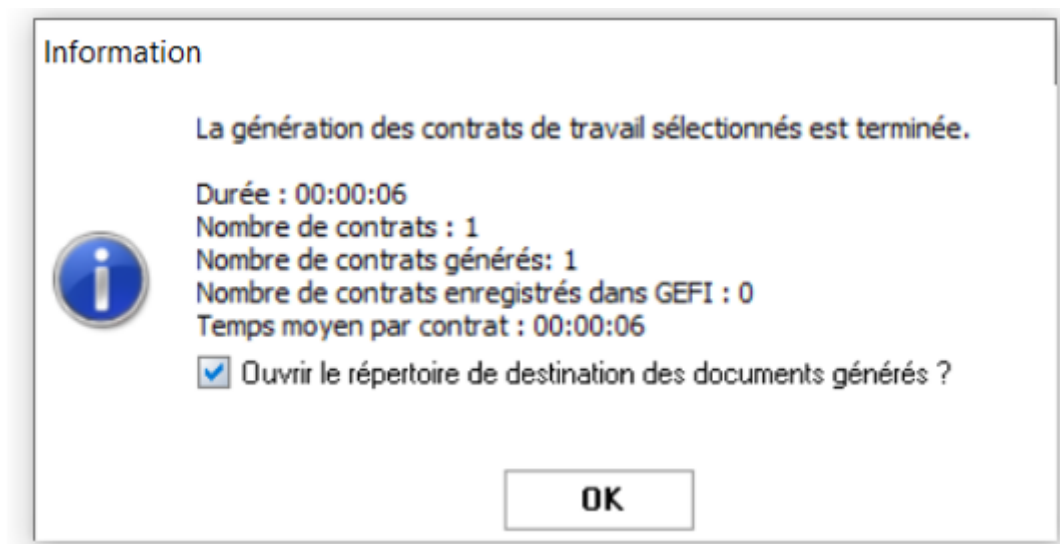 Information
La génération des contrats de travail sélectionnés est terminée.
Durée : 00:00:06
Nombre de contrats : 1
Nombre de contrats générés: 1
Nombre de contrats enregistrés dans GEFI : 0
Temps moyen par contrat : 00:00:06
Ouvrir le répertoire de destination des documents générés ?
OK